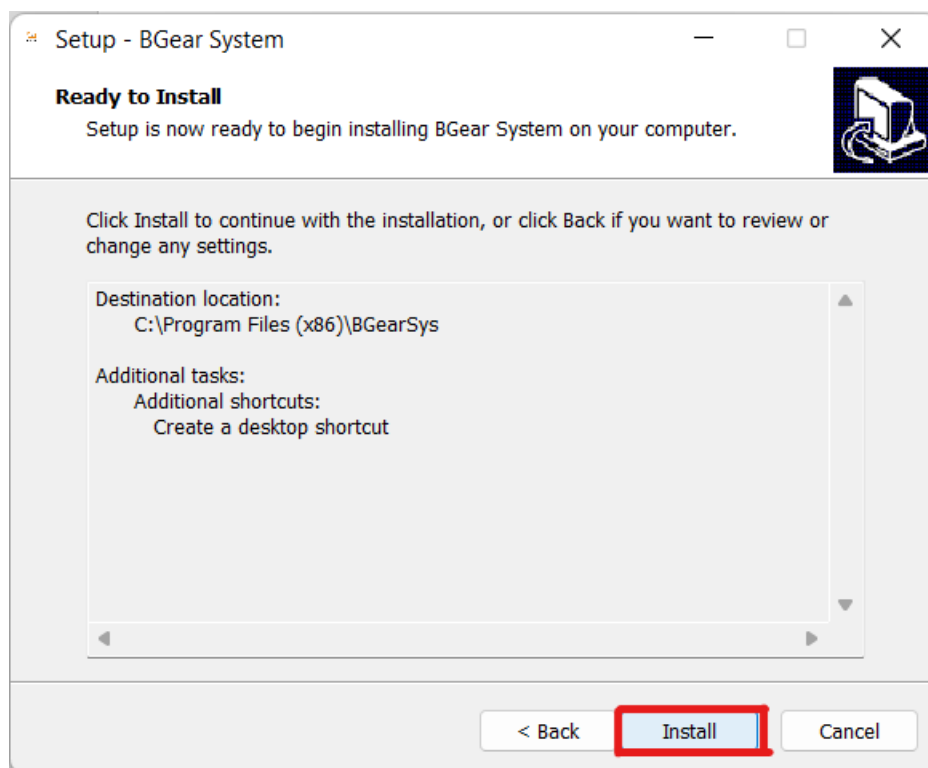 Setup - BGear System
Ready to Install
Setup is now ready to begin installing BGear System on your computer.
Click Install to continue with the installation, or click Back if you want to review or
change any settings.
Destination location:
C:\Program Files (x86)\BGearSys
Additional tasks:
Additional shortcuts:
Create a desktop shortcut
< Back Install Cancel